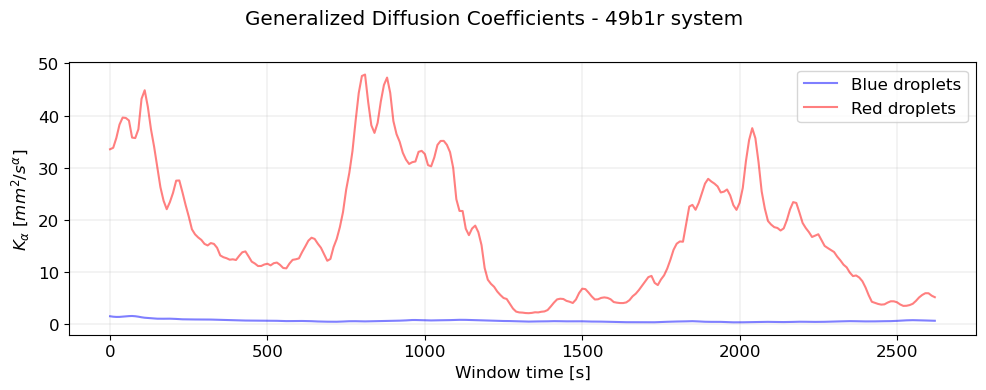 Generalized Diffusion Coefficients - 49b1r system
50
40
30
20
10
0
K_α [mm²/s^α]
Blue droplets
Red droplets
0 500 1000 1500 2000 2500
Window time [s]